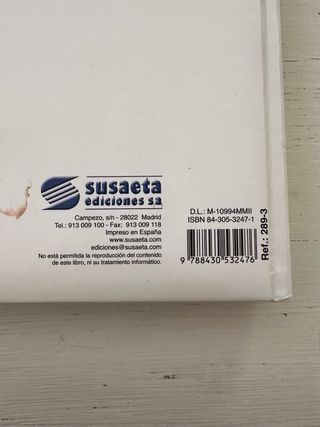 susaeta
ediciones s.a
Campezo, s/n - 28022 Madrid
Tel.: 913 009 100 - Fax: 913 009 118
Impreso en España
www.susaeta.com
ediciones@susaeta.com
No está permitida la reproducción del contenido
de este libro, ni su tratamiento informático.
D.L.: M-10994MMII
ISBN 84-305-3247-1
9 788430 532476
Ref.: 289-3